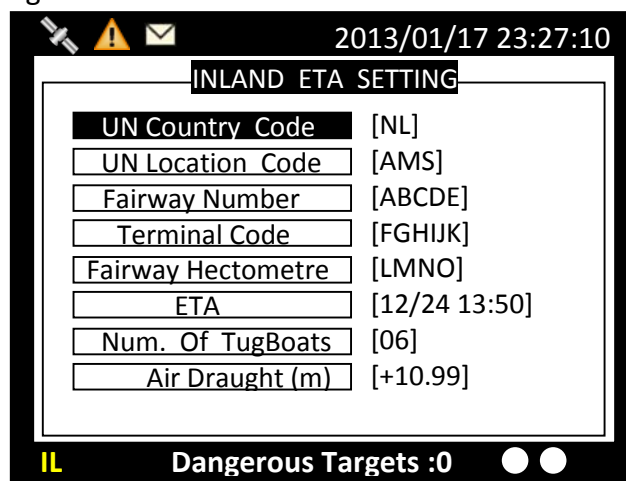 2013/01/17 23:27:10
INLAND ETA SETTING
UN Country Code [NL]
UN Location Code [AMS]
Fairway Number [ABCDE]
Terminal Code [FGHIJK]
Fairway Hectometre [LMNO]
ETA [12/24 13:50]
Num. Of TugBoats [06]
Air Draught (m) [+10.99]
IL Dangerous Targets :0